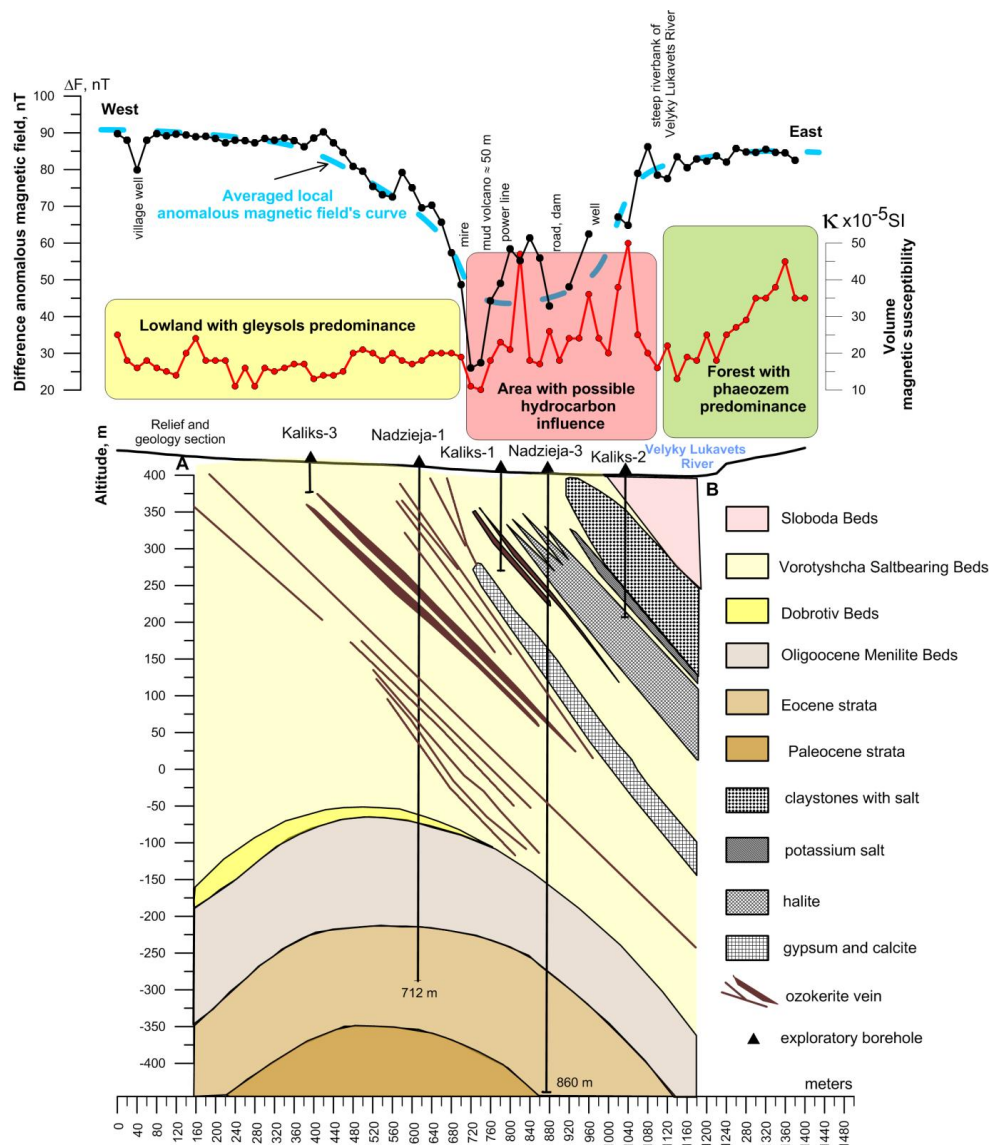 ΔF, nT
Difference anomalous magnetic field, nT
100
90
80
70
60
50
40
30
20
West
East
village well
Averaged local
anomalous magnetic field's curve
mire
mud volcano ≈ 50 m
power line
road, dam
well
steep riverbank of
Velyky Lukavets River
κ x10⁻⁵SI
50
40
30
20
10
Volume
magnetic susceptibility
Lowland with gleysols predominance
Area with possible
hydrocarbon
influence
Forest with
phaeozem
predominance
Relief and
geology section
Kaliks-3
Nadzieja-1
Kaliks-1
Nadzieja-3
Kaliks-2
Velyky Lukavets
River
A
B
Altitude, m
400
350
300
250
200
150
100
50
0
-50
-100
-150
-200
-250
-300
-350
-400
712 m
860 m
Sloboda Beds
Vorotyshcha Saltbearing Beds
Dobrotiv Beds
Oligoocene Menilite Beds
Eocene strata
Paleocene strata
claystones with salt
potassium salt
halite
gypsum and calcite
ozokerite vein
exploratory borehole
meters
0
40
80
120
160
200
240
280
320
360
400
440
480
520
560
600
640
680
720
760
800
840
880
920
960
1000
1040
1080
1120
1160
1200
1240
1280
1320
1360
1400
1440
1480